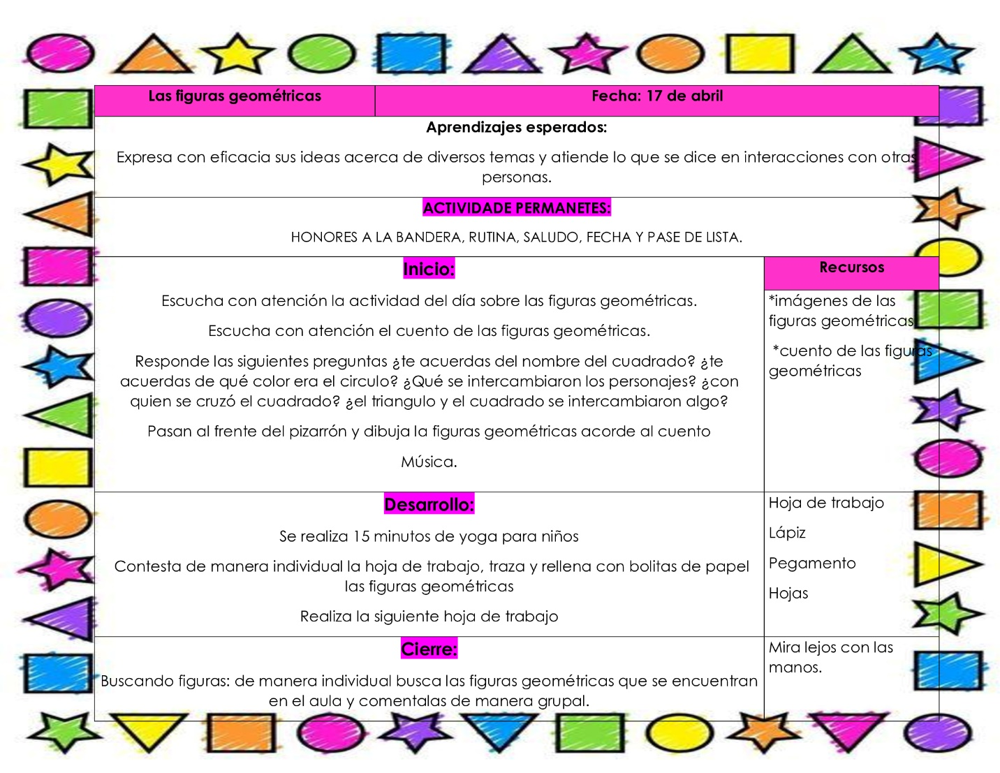 Las figuras geométricas
Fecha: 17 de abril
Aprendizajes esperados:
Expresa con eficacia sus ideas acerca de diversos temas y atiende lo que se dice en interacciones con otras
personas.
ACTIVIDADE PERMANETES:
HONORES A LA BANDERA, RUTINA, SALUDO, FECHA Y PASE DE LISTA.
Inicio:
Escucha con atención la actividad del día sobre las figuras geométricas.
Escucha con atención el cuento de las figuras geométricas.
Responde las siguientes preguntas ¿te acuerdas del nombre del cuadrado? ¿te
acuerdas de qué color era el circulo? ¿Qué se intercambiaron los personajes? ¿con
quien se cruzó el cuadrado? ¿el triangulo y el cuadrado se intercambiaron algo?
Pasan al frente del pizarrón y dibuja la figuras geométricas acorde al cuento
Música.
Recursos
*imágenes de las
figuras geométricas
*cuento de las figuras
geométricas
Desarrollo:
Se realiza 15 minutos de yoga para niños
Contesta de manera individual la hoja de trabajo, traza y rellena con bolitas de papel
las figuras geométricas
Realiza la siguiente hoja de trabajo
Hoja de trabajo
Lápiz
Pegamento
Hojas
Cierre:
Buscando figuras: de manera individual busca las figuras geométricas que se encuentran
en el aula y comentalas de manera grupal.
Mira lejos con las
manos.